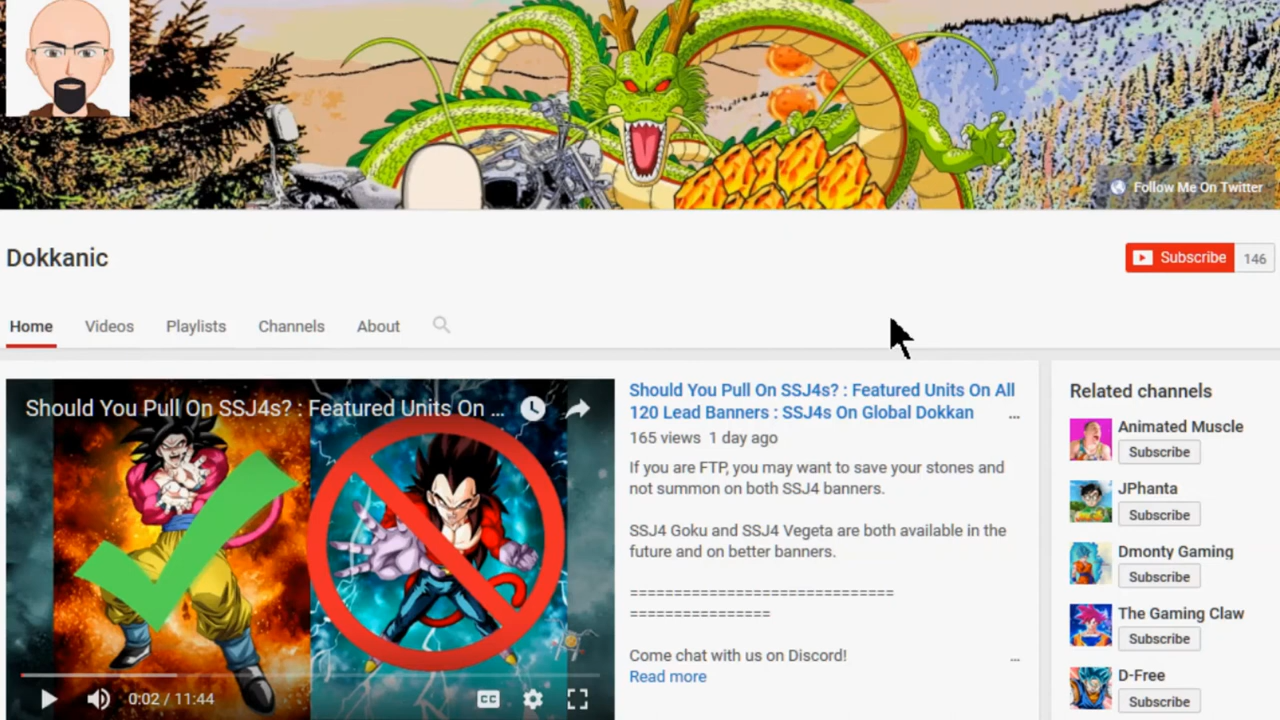 Follow Me On Twitter
Dokkanic
Subscribe 146
Home Videos Playlists Channels About
Should You Pull On SSJ4s? : Featured Units On ...
0:02 / 11:44
CC
Should You Pull On SSJ4s? : Featured Units On All
120 Lead Banners : SSJ4s On Global Dokkan
165 views 1 day ago
If you are FTP, you may want to save your stones and
not summon on both SSJ4 banners.
SSJ4 Goku and SSJ4 Vegeta are both available in the
future and on better banners.
==============================
================
Come chat with us on Discord!
Read more
Related channels
Animated Muscle
Subscribe
JPhanta
Subscribe
Dmonty Gaming
Subscribe
The Gaming Claw
Subscribe
D-Free
Subscribe